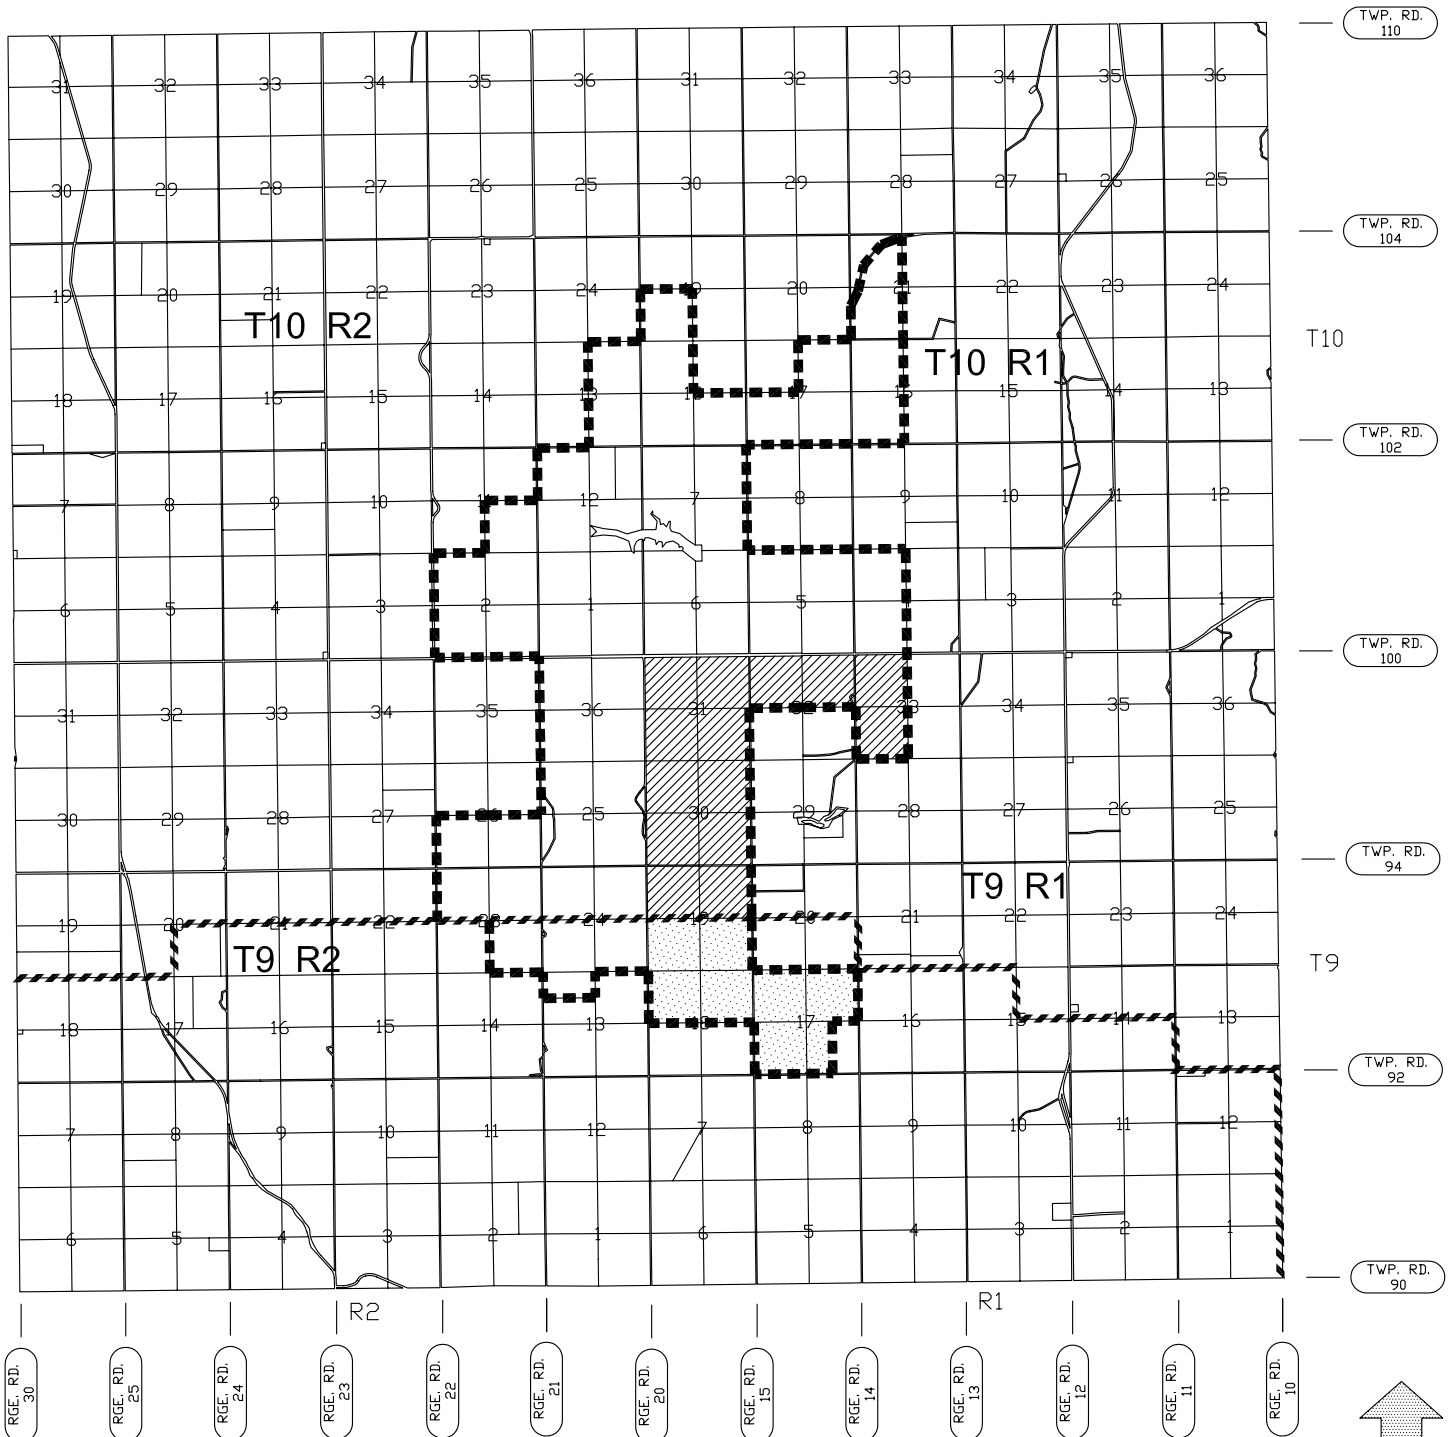 TWP. RD.
110
31 32 33 34 35 36 31 32 33 34 35 36
30 29 28 27 26 25 30 29 28 27 26 25
TWP. RD.
104
19 20 21 22 23 24 19 20 21 22 23 24
T10 R2
T10
T10 R1
18 17 16 15 14 13 18 17 16 15 14 13
TWP. RD.
102
7 8 9 10 11 12 7 8 9 10 11 12
6 5 4 3 2 1 6 5 3 2 1
TWP. RD.
100
31 32 33 34 35 36 31 32 33 34 35 36
30 29 28 27 26 25 30 29 28 27 26 25
TWP. RD.
94
T9 R1
19 20 21 22 23 24 19 20 21 22 23 24
T9 R2
T9
18 17 16 15 14 13 18 17 16 15 14 13
TWP. RD.
92
7 8 9 10 11 12 7 8 9 10 11 12
6 5 4 3 2 1 6 5 4 3 2 1
TWP. RD.
90
R2 R1
RGE. RD.
30
RGE. RD.
25
RGE. RD.
24
RGE. RD.
23
RGE. RD.
22
RGE. RD.
21
RGE. RD.
20
RGE. RD.
15
RGE. RD.
14
RGE. RD.
13
RGE. RD.
12
RGE. RD.
11
RGE. RD.
10